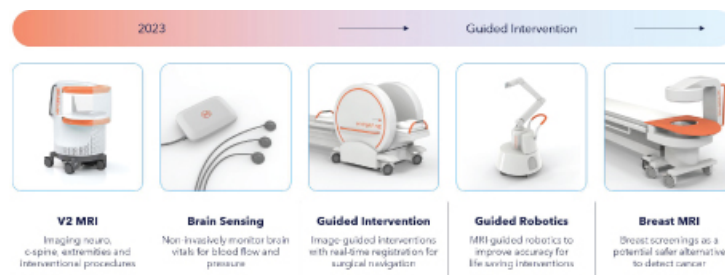 2023
Guided Intervention
V2 MRI
Imaging neuro,
c-spine, extremities and
interventional procedures
Brain Sensing
Non-invasively monitor brain
vitals for blood flow and
pressure
Guided Intervention
Image-guided interventions
with real-time registration for
surgical navigation
Guided Robotics
MRI-guided robotics to
improve accuracy for
life saving interventions
Breast MRI
Breast screenings as a
potential safer alternative
to detect cancer